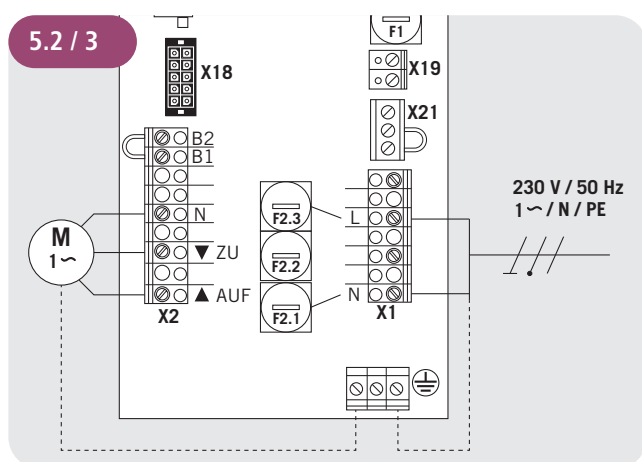 5.2 / 3
F1
X18
X19
X21
B2
B1
230 V / 50 Hz
1~ / N / PE
N
F2.3
L
M
1~
▼ ZU
F2.2
▲ AUF
F2.1
N
X2
X1